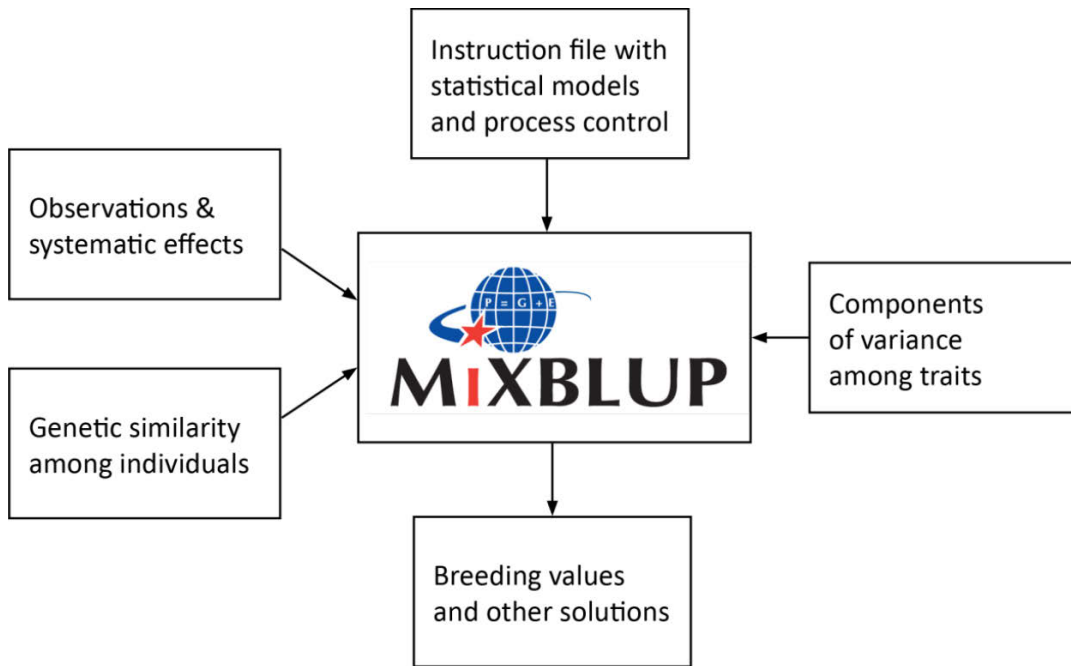 Instruction file with
statistical models
and process control
Observations &
systematic effects
P = G + E
MiXBLUP
Components
of variance
among traits
Genetic similarity
among individuals
Breeding values
and other solutions